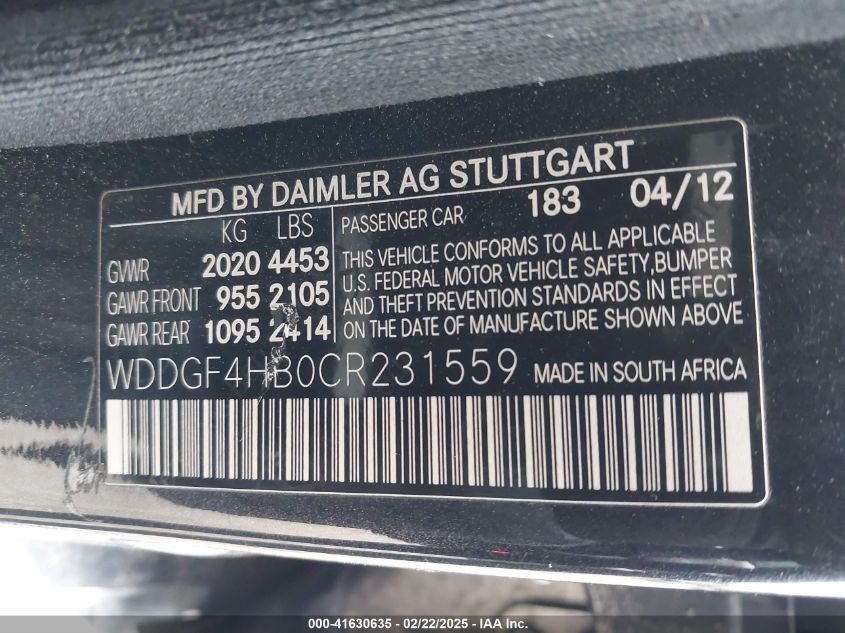 MFD BY DAIMLER AG STUTTGART
KG LBS
GVWR 2020 4453
GAWR FRONT 955 2105
GAWR REAR 1095 2414
PASSENGER CAR 183 04/12
THIS VEHICLE CONFORMS TO ALL APPLICABLE
U.S. FEDERAL MOTOR VEHICLE SAFETY,BUMPER
AND THEFT PREVENTION STANDARDS IN EFFECT
ON THE DATE OF MANUFACTURE SHOWN ABOVE
WDDGF4HB0CR231559 MADE IN SOUTH AFRICA
000-41630635 - 02/22/2025 - IAA Inc.